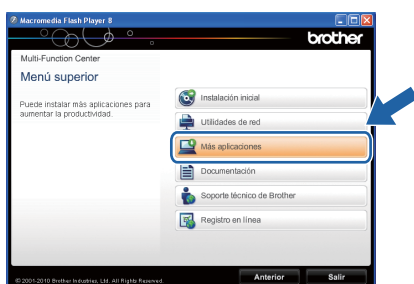 Macromedia Flash Player 8
brother
Multi-Function Center
Menú superior
Puede instalar más aplicaciones para
aumentar la productividad.
Instalación inicial
Utilidades de red
Más aplicaciones
Documentación
Soporte técnico de Brother
Registro en línea
© 2001-2010 Brother Industries, Ltd. All Rights Reserved.
Anterior
Salir